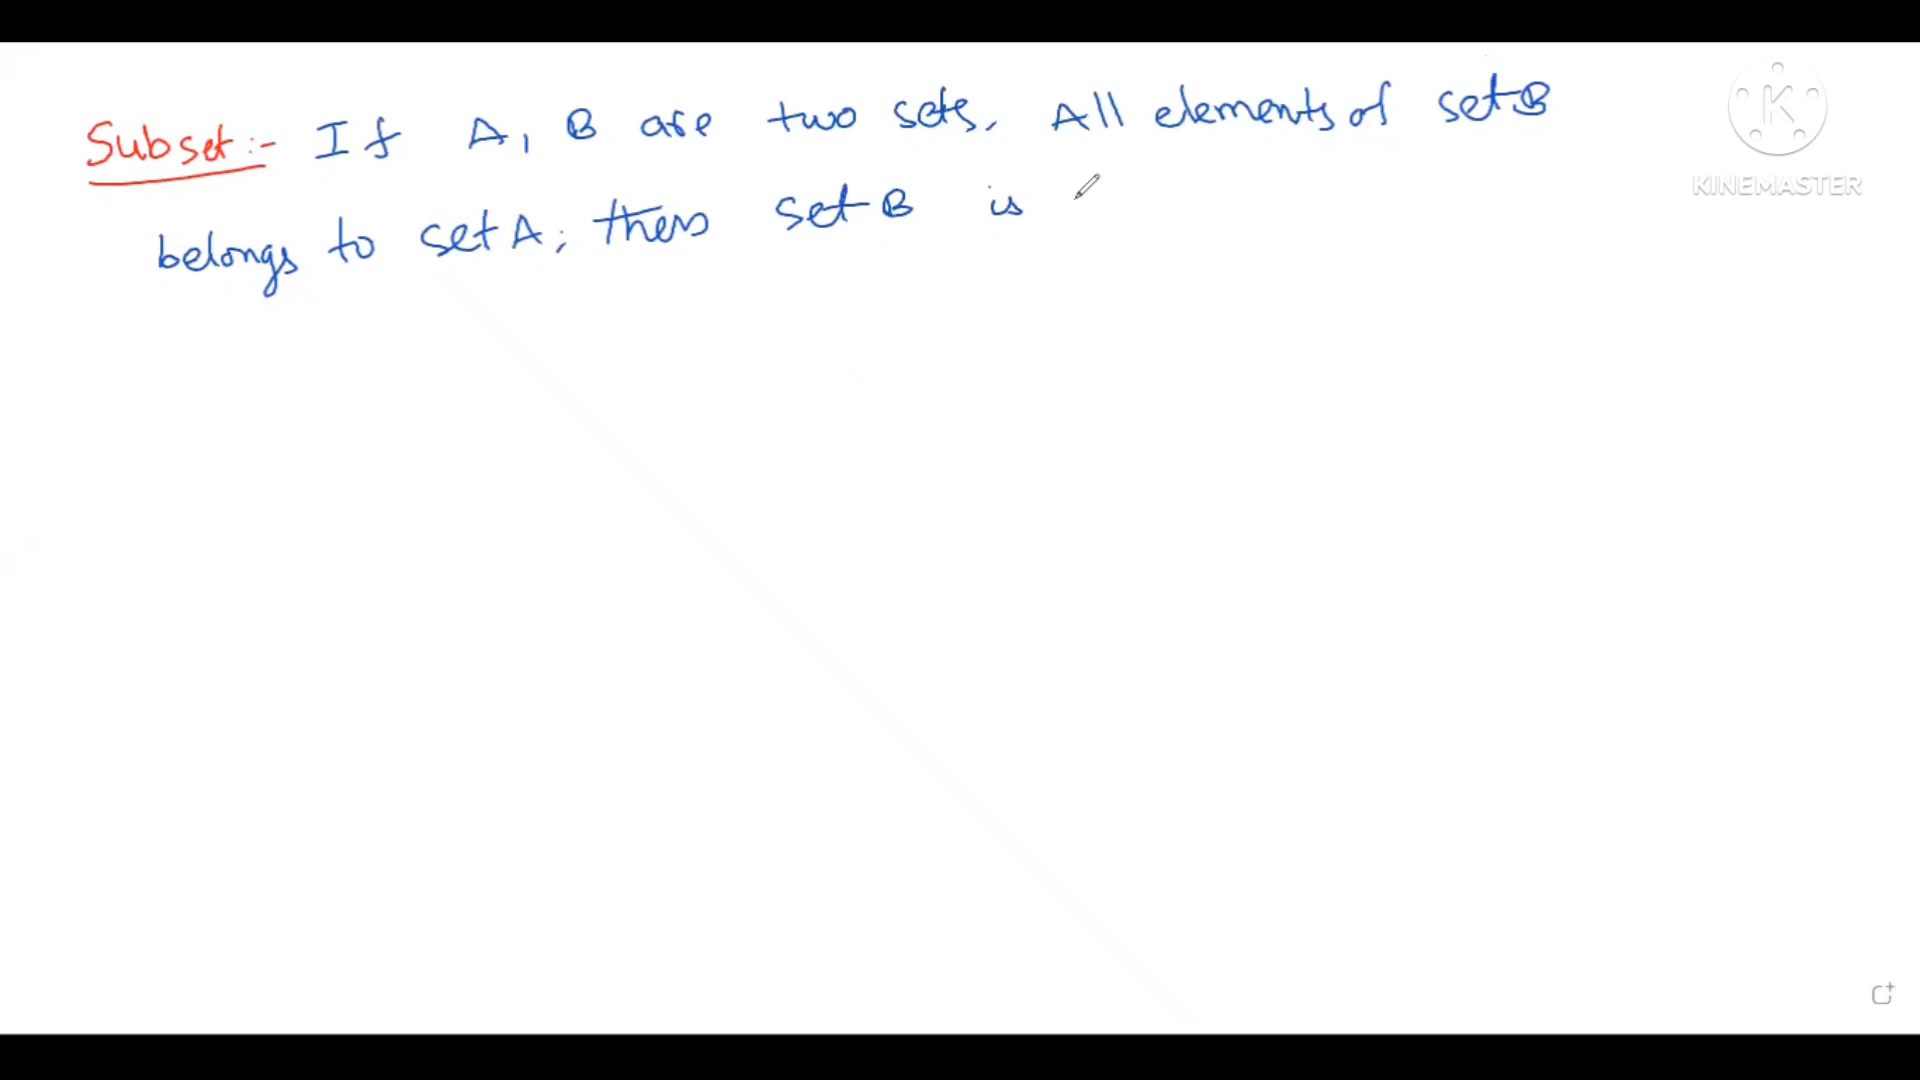 Subset:- If A, B are two sets. All elements of set B
belongs to set A; then set B is
KINEMASTER